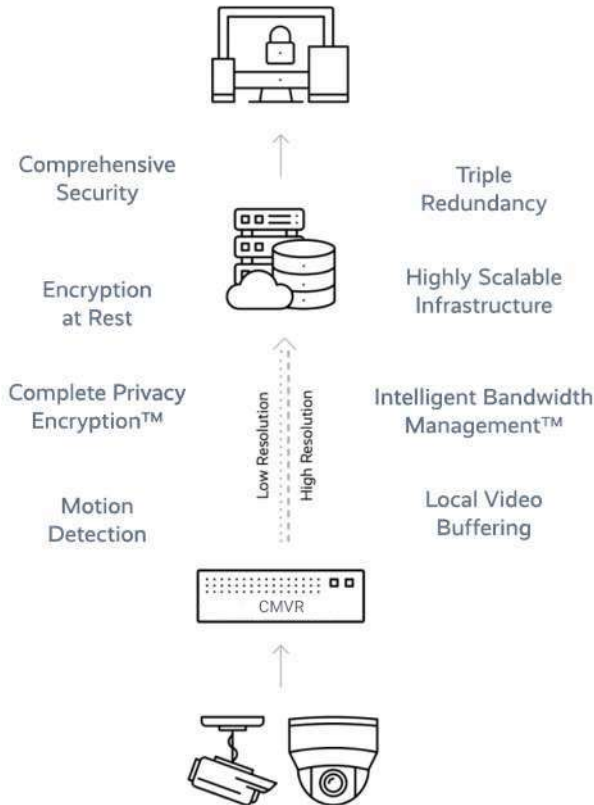 Comprehensive
Security
Triple
Redundancy
Encryption
at Rest
Highly Scalable
Infrastructure
Complete Privacy
Encryption™
Low Resolution
High Resolution
Intelligent Bandwidth
Management™
Motion
Detection
Local Video
Buffering
CMVR